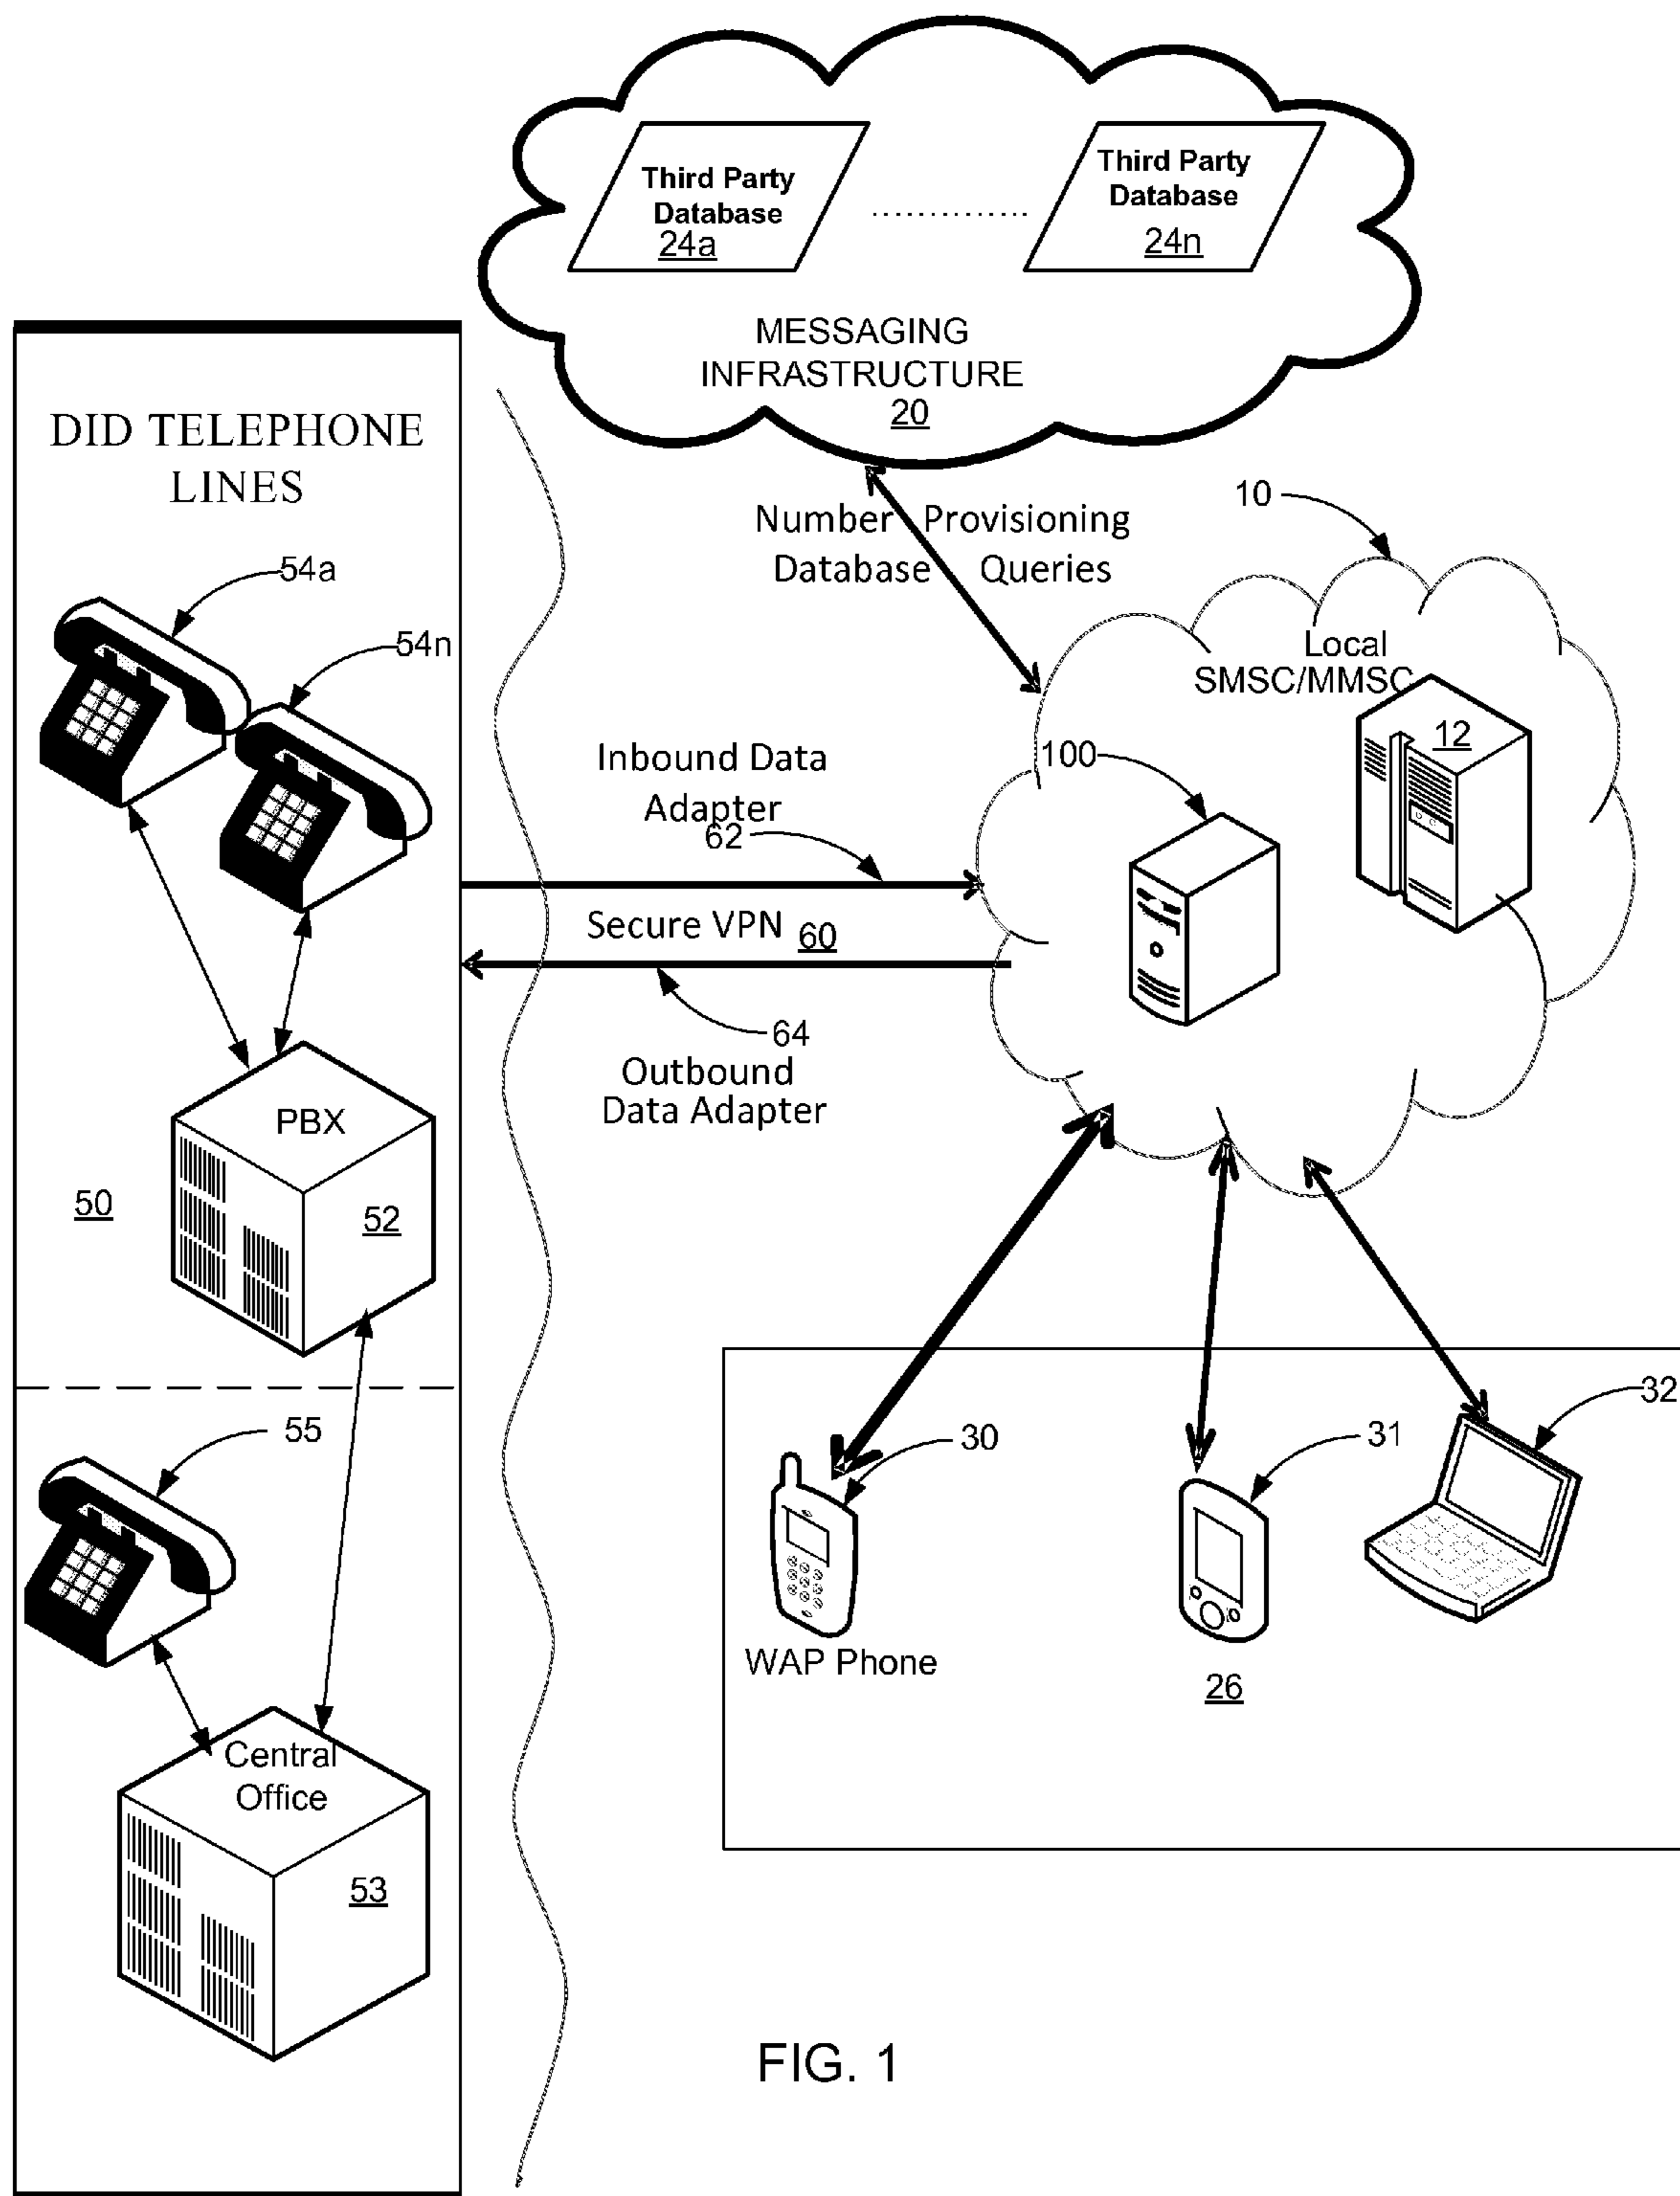 Third Party
Database
24a
Third Party
Database
24n
MESSAGING
INFRASTRUCTURE
20
DID TELEPHONE
LINES
Number Provisioning
Database Queries
10
54a
54n
Local
SMSC/MMSC
12
100
Inbound Data
Adapter
62
Secure VPN 60
64
Outbound
Data Adapter
PBX
50
52
55
30
31
32
WAP Phone
26
Central
Office
53
FIG. 1